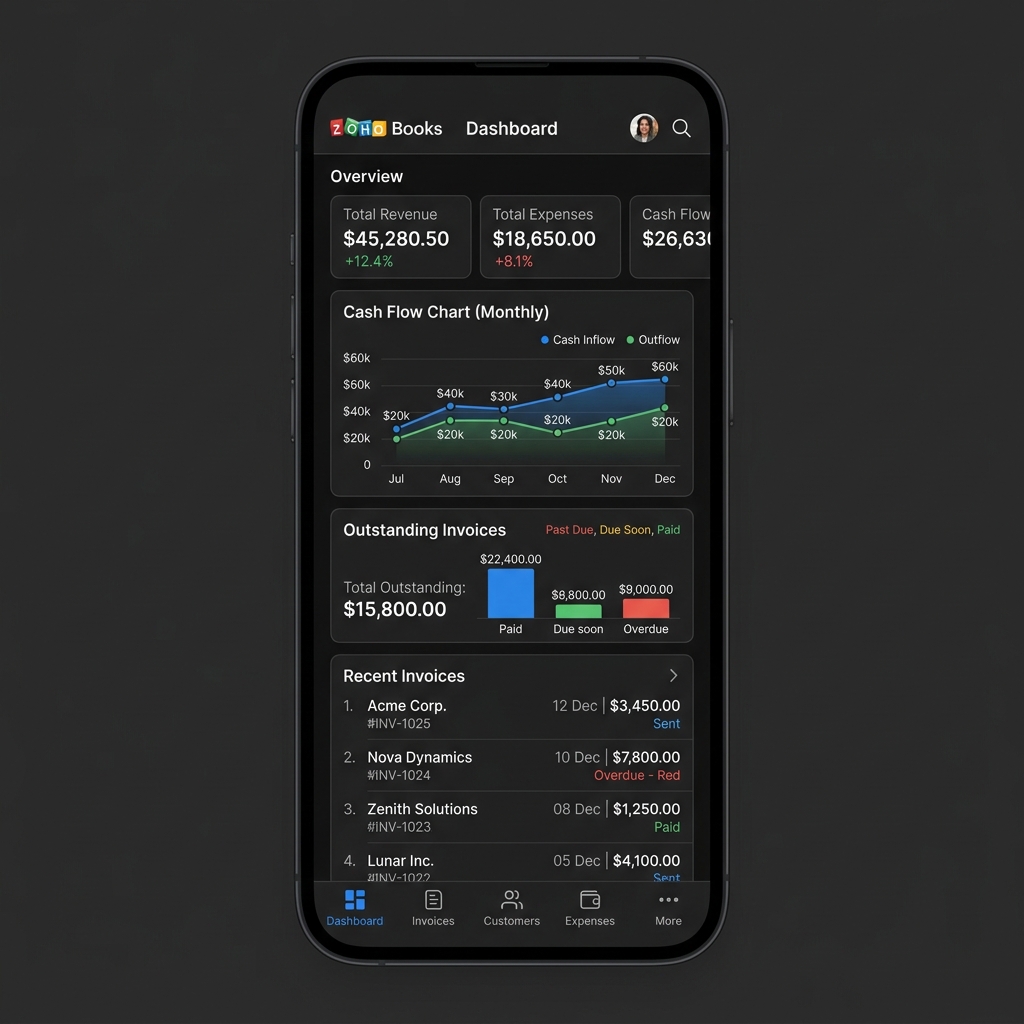 ZOHO Books Dashboard
Overview
Total Revenue
$45,280.50
+12.4%
Total Expenses
$18,650.00
+8.1%
Cash Flow
$26,630
Cash Flow Chart (Monthly)
Cash Inflow Outflow
$60k
$60k
$40k
$20k
0
$20k $40k $30k $40k $50k $60k
$20k $20k $20k $20k $20k
Jul Aug Sep Oct Nov Dec
Outstanding Invoices
Past Due, Due Soon, Paid
Total Outstanding:
$15,800.00
$22,400.00 $8,800.00 $9,000.00
Paid Due soon Overdue
Recent Invoices
1. Acme Corp. 12 Dec | $3,450.00
#INV-1025 Sent
2. Nova Dynamics 10 Dec | $7,800.00
#INV-1024 Overdue - Red
3. Zenith Solutions 08 Dec | $1,250.00
#INV-1023 Paid
4. Lunar Inc. 05 Dec | $4,100.00
#INV-1022 Sent
Dashboard Invoices Customers Expenses More